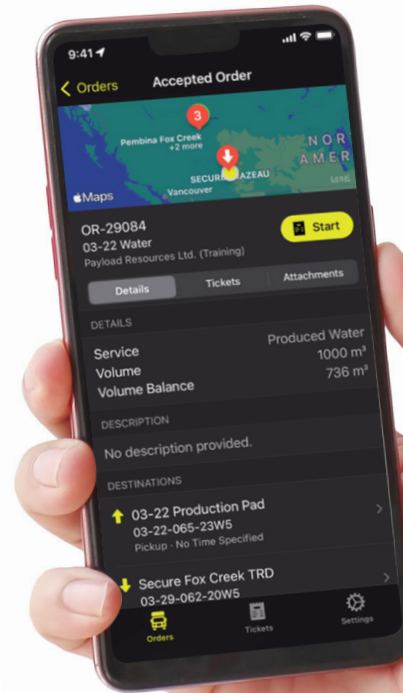 9:41
Orders
Accepted Order
3
Pembina Fox Creek
+2 more
NOR
AMER
SECURE
AZEAU
Vancouver
Maps
OR-29084
03-22 Water
Payload Resources Ltd. (Training)
Start
Details
Tickets
Attachments
DETAILS
Service
Produced Water
Volume
1000 m³
Volume Balance
736 m³
DESCRIPTION
No description provided.
DESTINATIONS
03-22 Production Pad
03-22-065-23W5
Pickup - No Time Specified
Secure Fox Creek TRD
03-29-062-20W5
Orders
Tickets
Settings